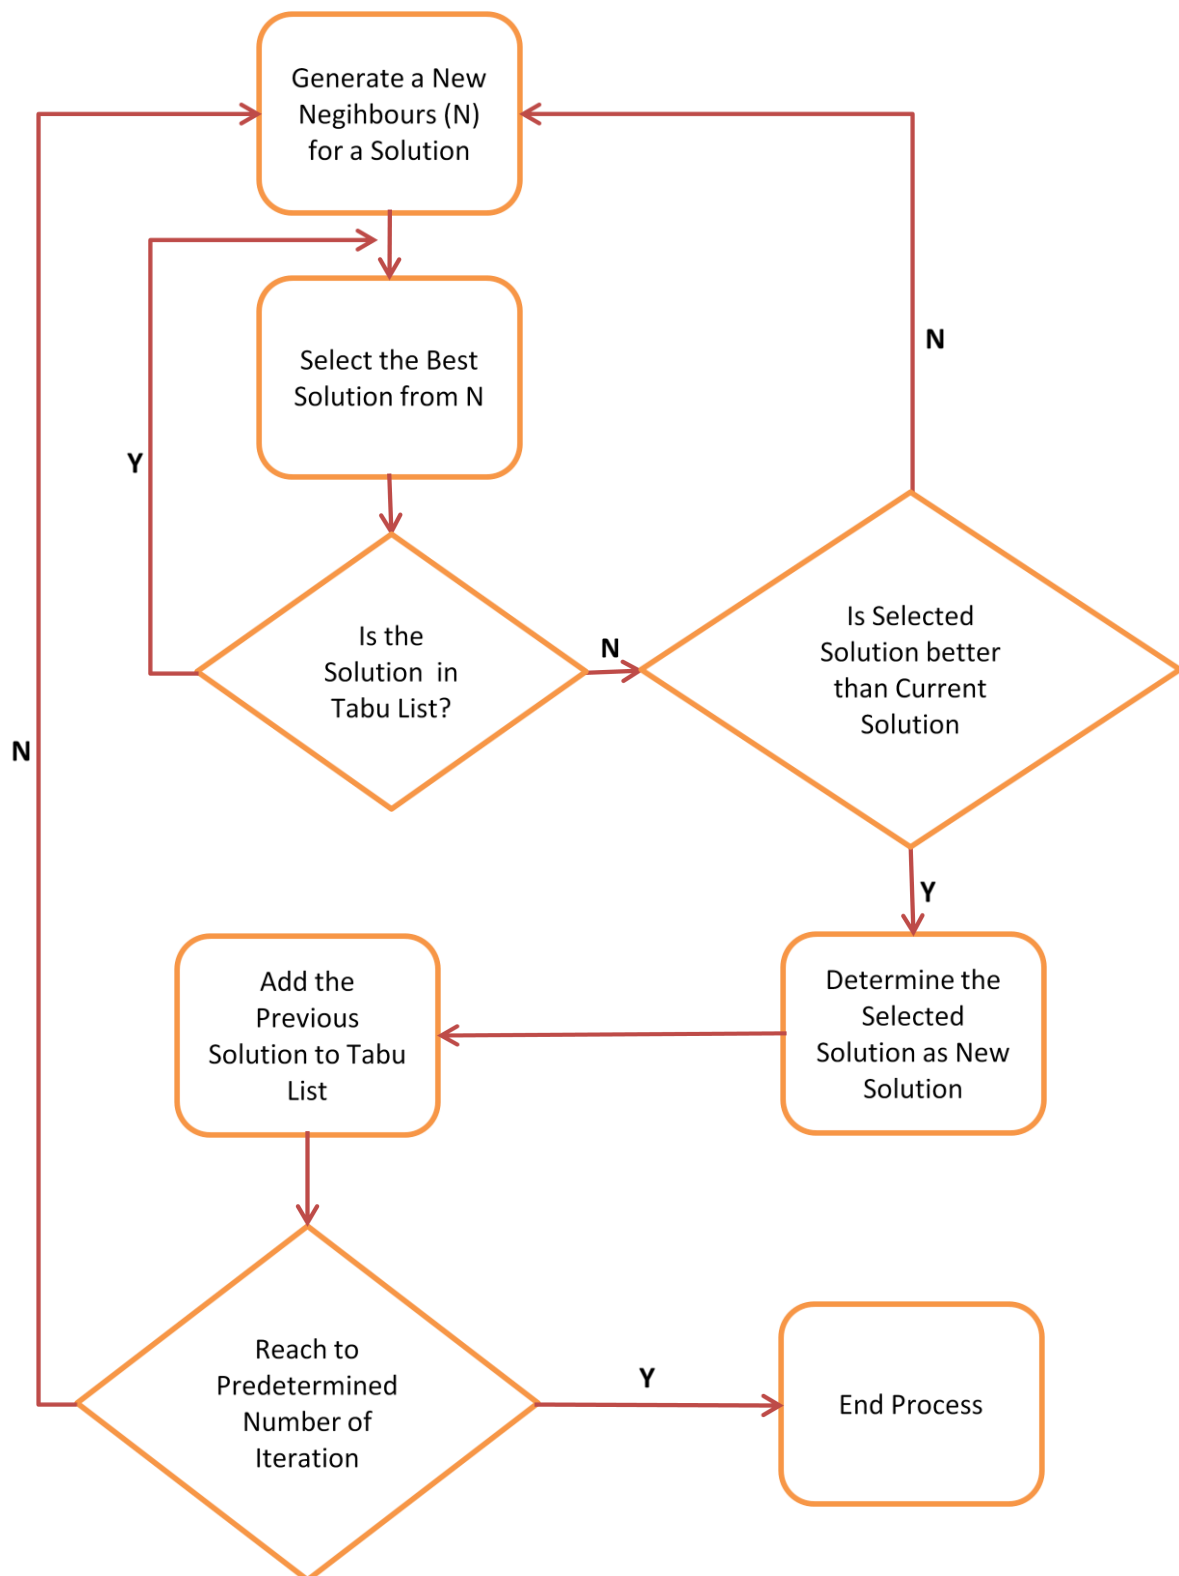 Generate a New
Negihbours (N)
for a Solution
Select the Best
Solution from N
Y
N
Is the
Solution in
Tabu List?
N
Is Selected
Solution better
than Current
Solution
N
Y
Add the
Previous
Solution to Tabu
List
Determine the
Selected
Solution as New
Solution
Reach to
Predetermined
Number of
Iteration
Y
End Process